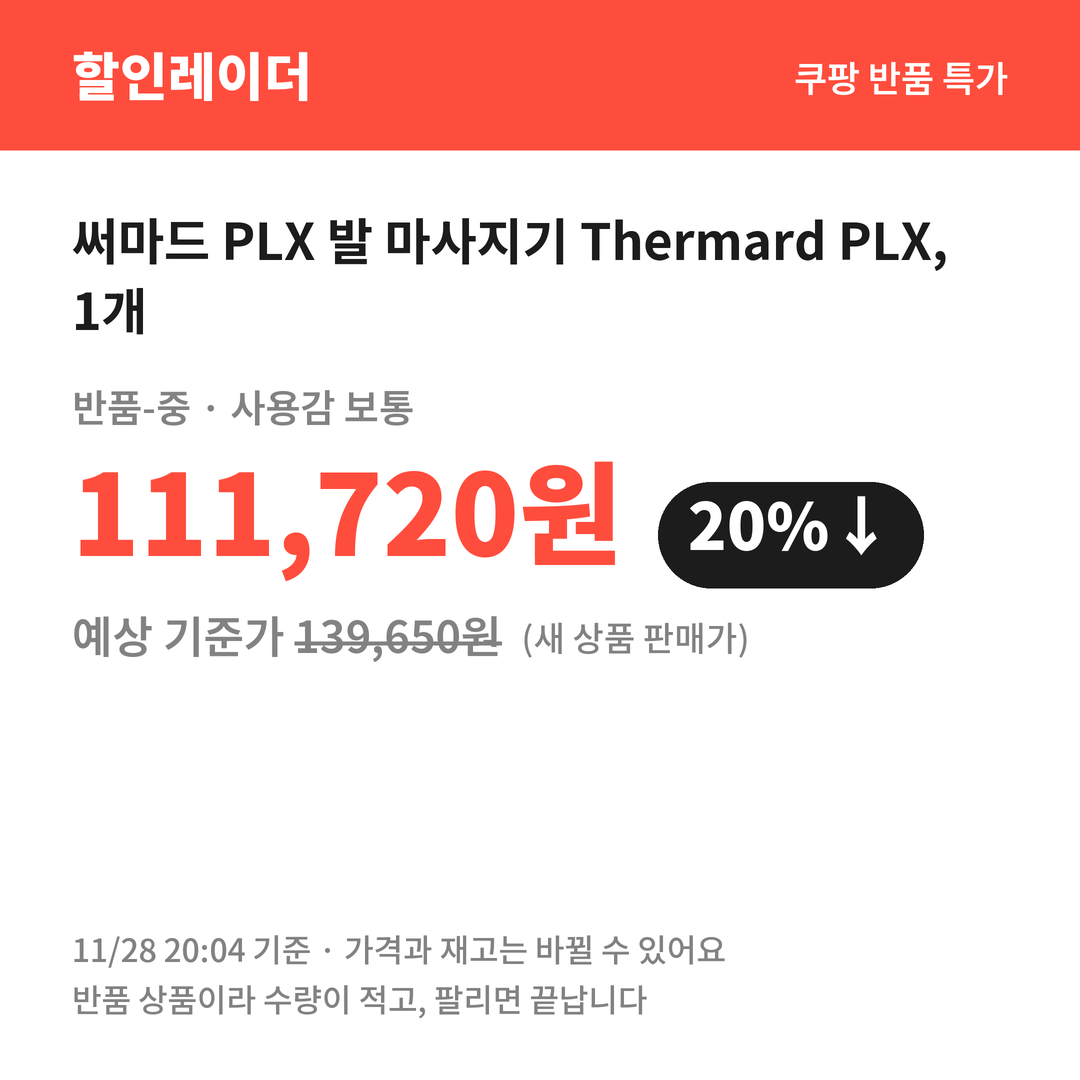 할인레이더
쿠팡 반품 특가
써마드 PLX 발 마사지기 Thermard PLX,
1개
반품-중 · 사용감 보통
111,720원 20%↓
예상 기준가 139,650원 (새 상품 판매가)
11/28 20:04 기준 · 가격과 재고는 바뀔 수 있어요
반품 상품이라 수량이 적고, 팔리면 끝납니다